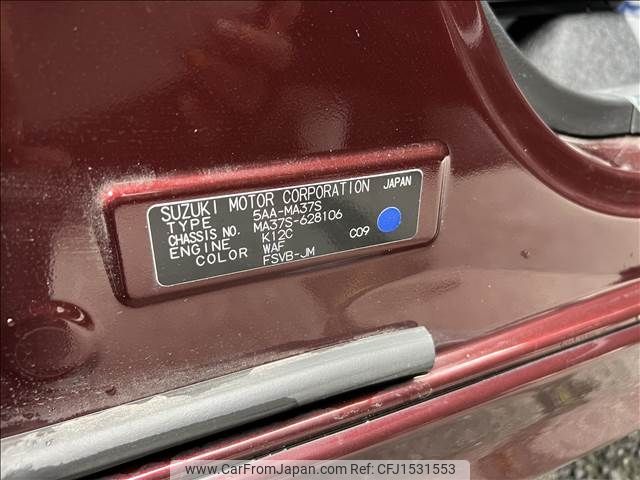 SUZUKI MOTOR CORPORATION JAPAN
TYPE 5AA-MA37S
CHASSIS NO. MA37S-628106
ENGINE K12C
COLOR WAF C09
FSVB-JM
www.CarFromJapan.com - CFJ1531553